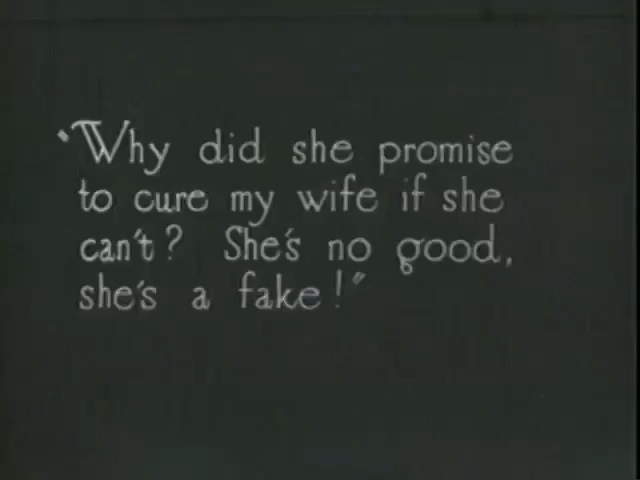 "Why did she promise
to cure my wife if she
can't? She's no good,
she's a fake!"